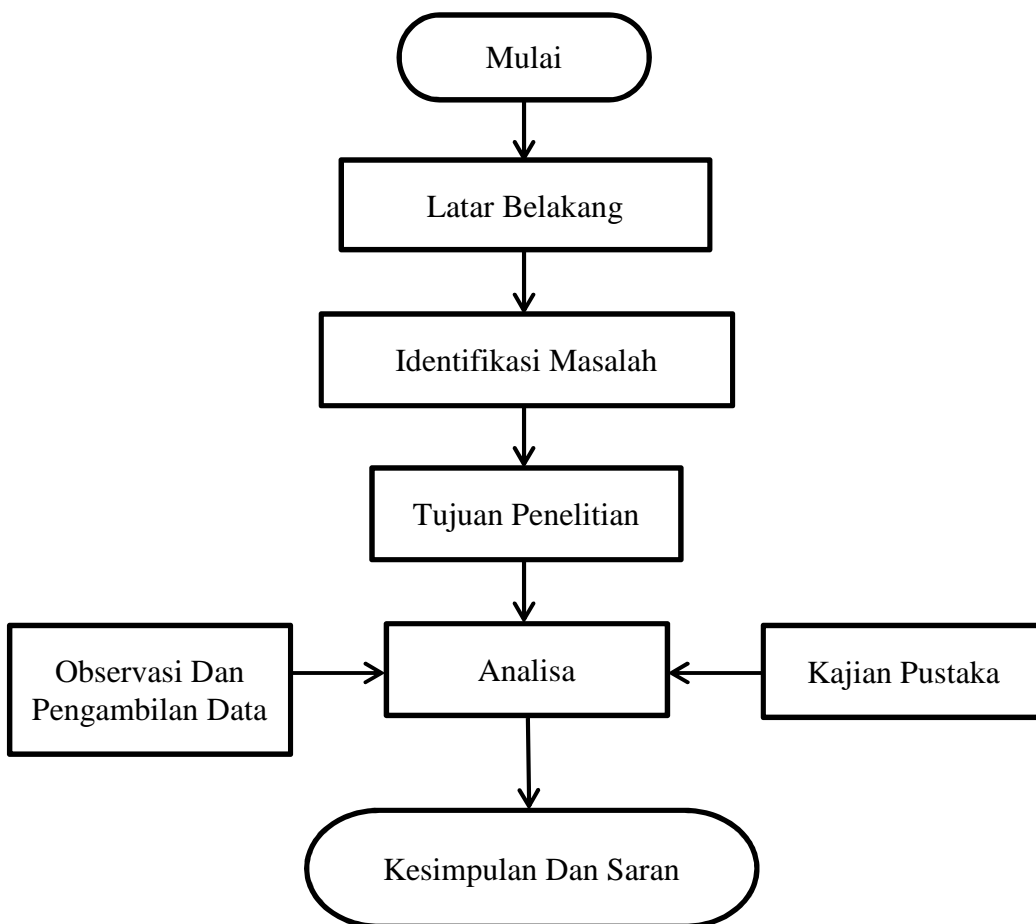 Mulai
Latar Belakang
Identifikasi Masalah
Tujuan Penelitian
Observasi Dan
Pengambilan Data
Analisa
Kajian Pustaka
Kesimpulan Dan Saran